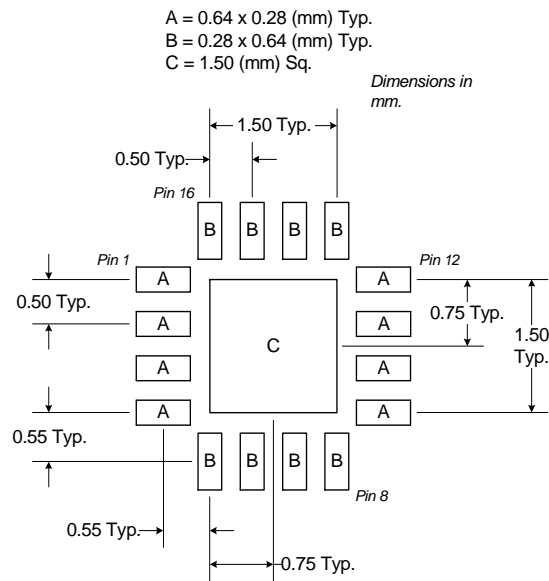 A = 0.64 x 0.28 (mm) Typ.
B = 0.28 x 0.64 (mm) Typ.
C = 1.50 (mm) Sq.
Dimensions in
mm.
1.50 Typ.
0.50 Typ.
Pin 16
B B B B
Pin 1
Pin 12
A A
0.50 Typ.
0.75 Typ.
A A
1.50
Typ.
C
A A
A A
0.55 Typ.
B B B B
Pin 8
0.55 Typ.
0.75 Typ.